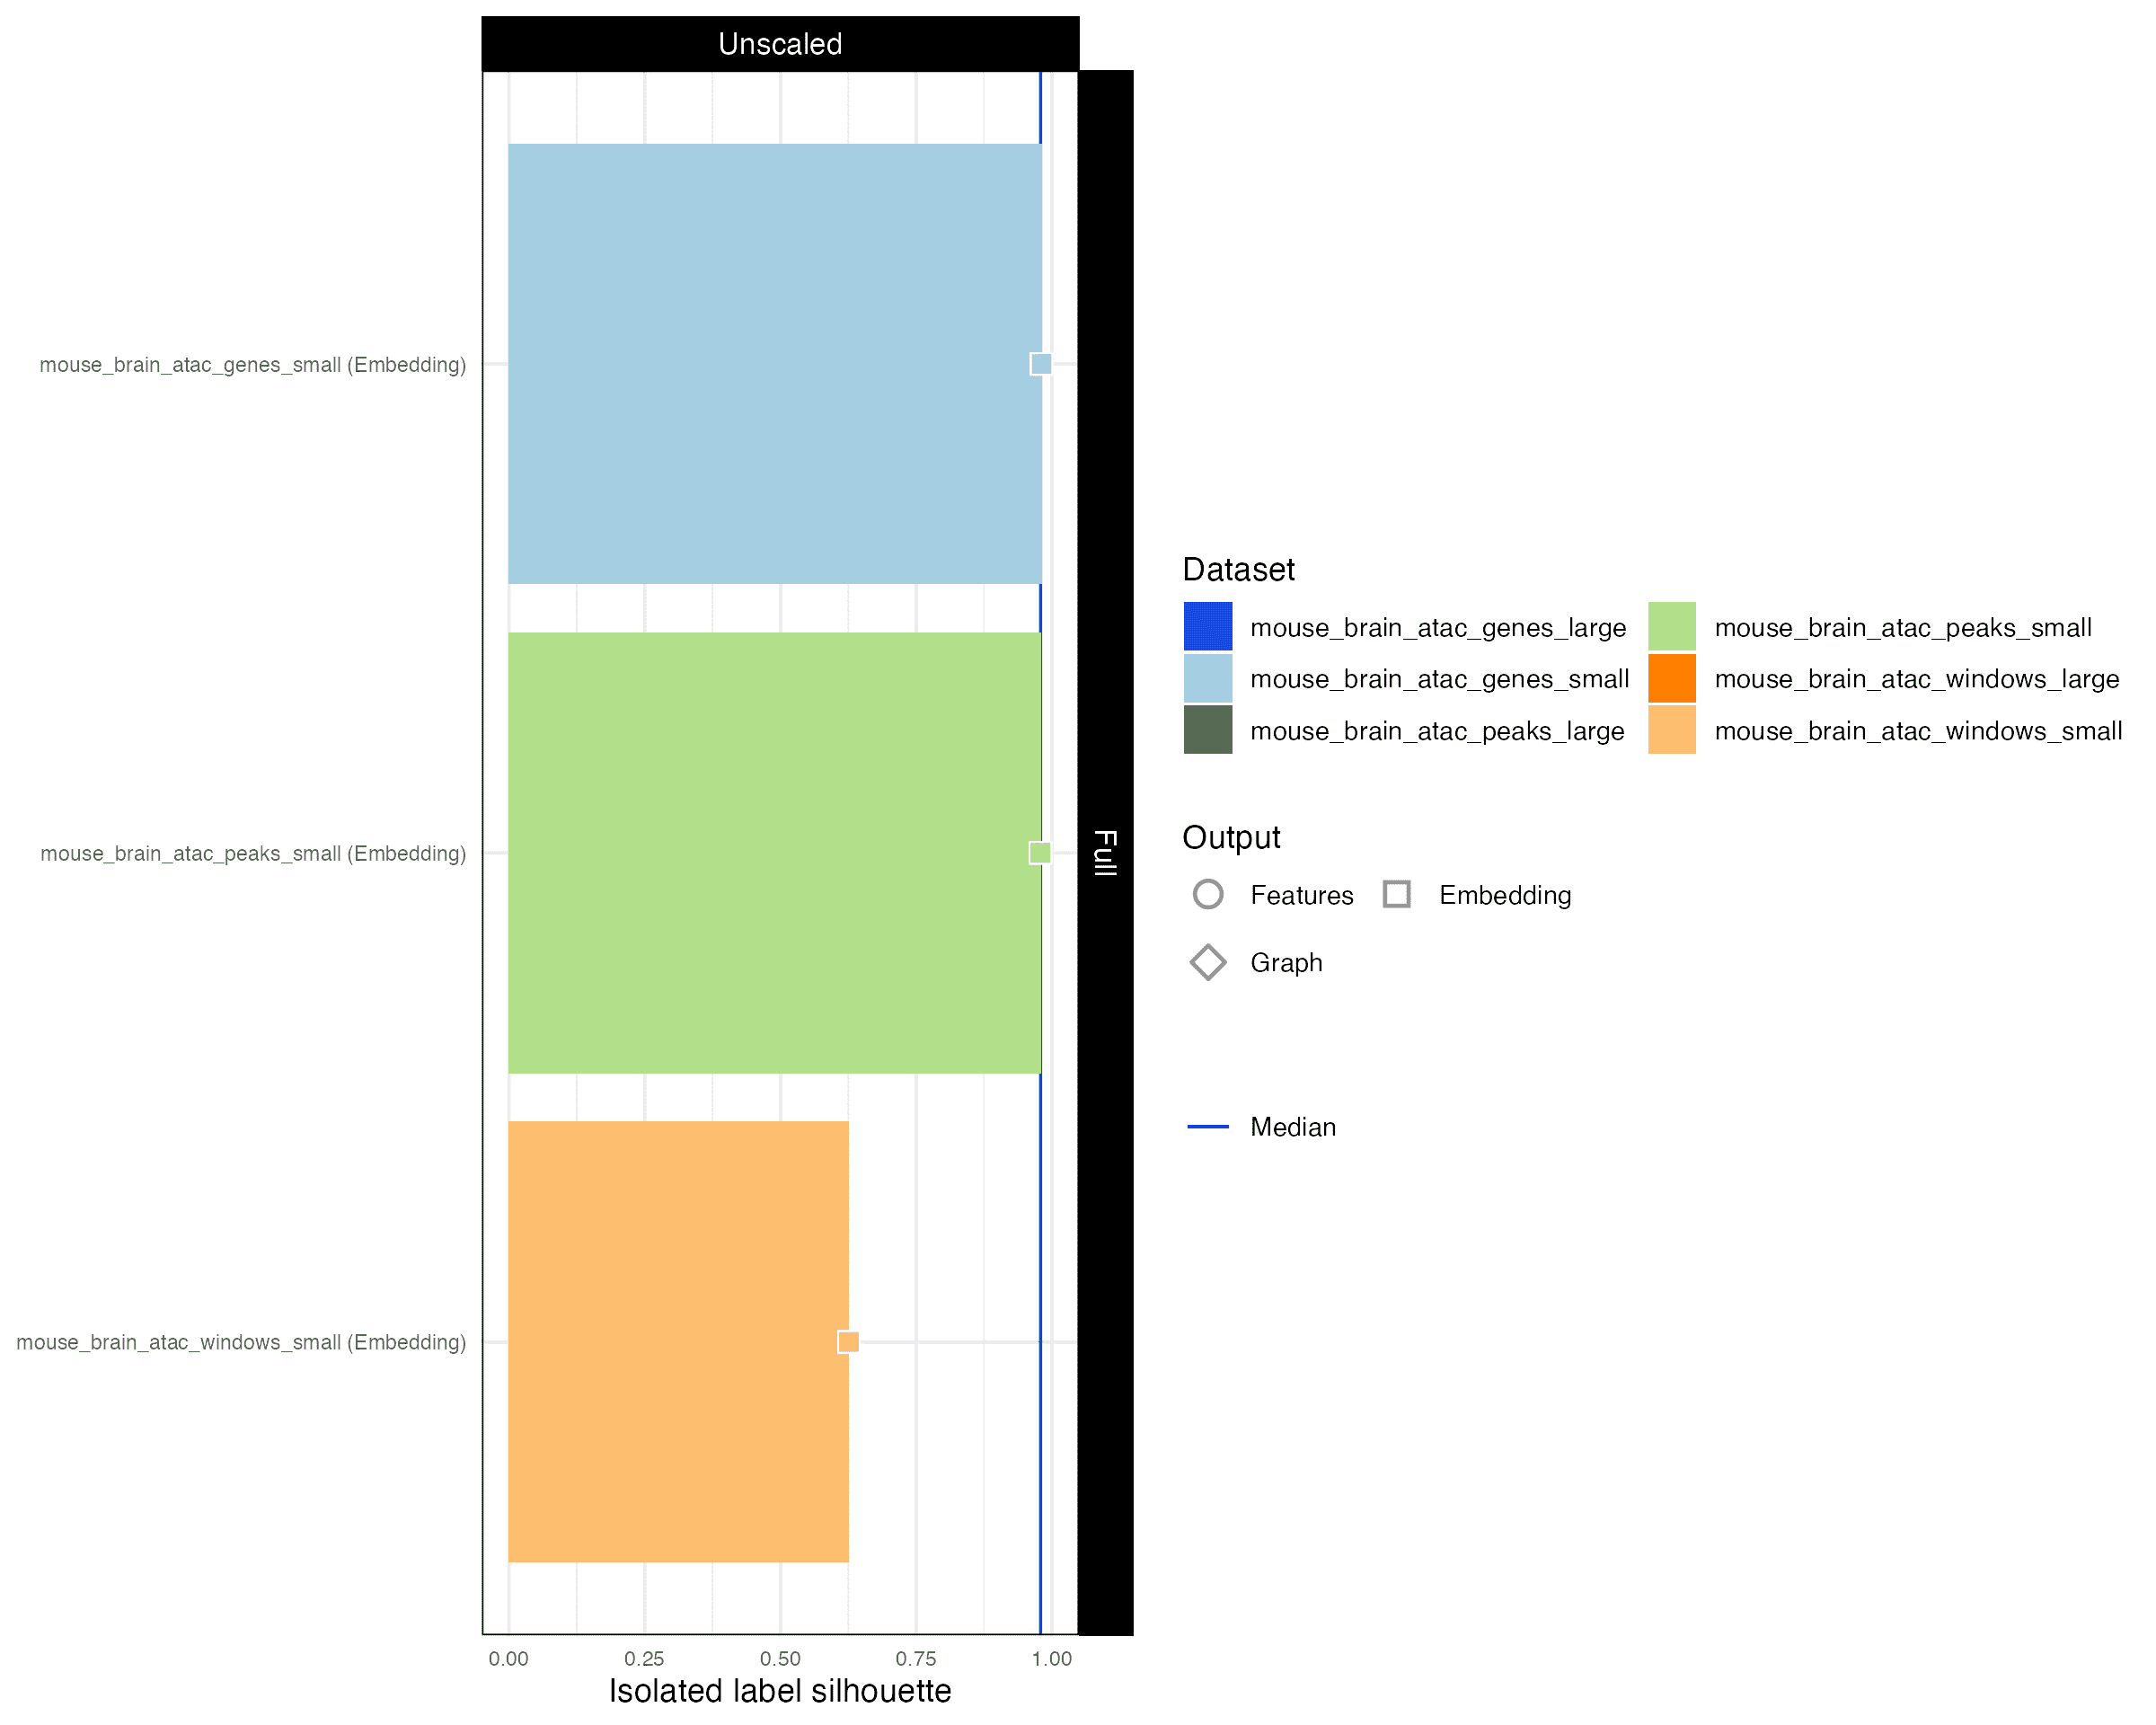 Unscaled
mouse_brain_atac_genes_small (Embedding)
mouse_brain_atac_peaks_small (Embedding)
mouse_brain_atac_windows_small (Embedding)
Full
0.00 0.25 0.50 0.75 1.00
Isolated label silhouette
Dataset
mouse_brain_atac_genes_large mouse_brain_atac_peaks_small
mouse_brain_atac_genes_small mouse_brain_atac_windows_large
mouse_brain_atac_peaks_large mouse_brain_atac_windows_small
Output
Features Embedding
Graph
Median